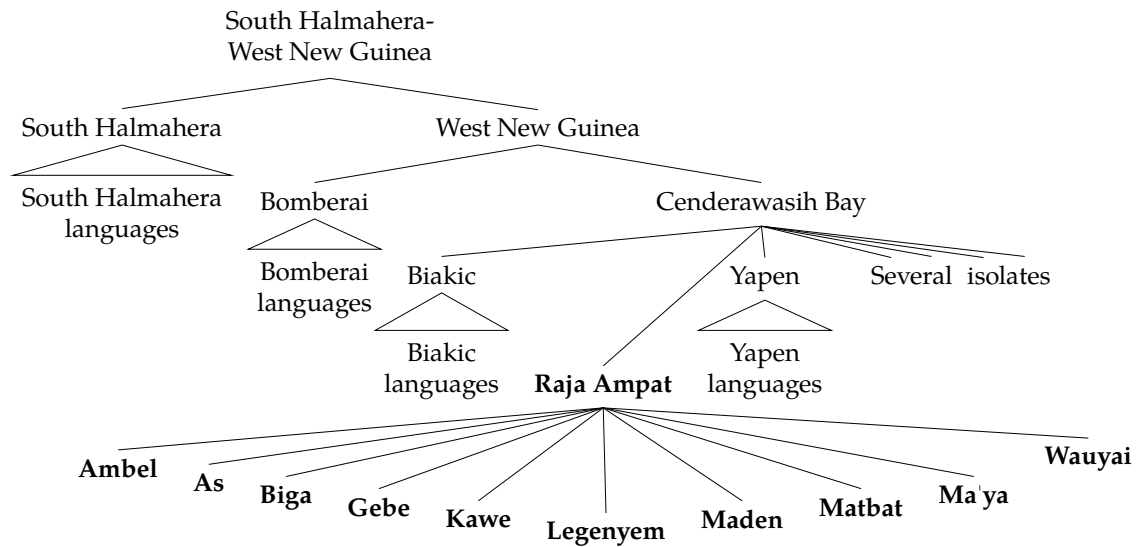 South Halmahera-
West New Guinea
South Halmahera
West New Guinea
South Halmahera
languages
Bomberai
Cenderawasih Bay
Bomberai
languages
Biakic
Yapen
Several isolates
Biakic
languages
Raja Ampat
Yapen
languages
Ambel
As
Biga
Gebe
Kawe
Legenyem
Maden
Matbat
Maꞌya
Wauyai